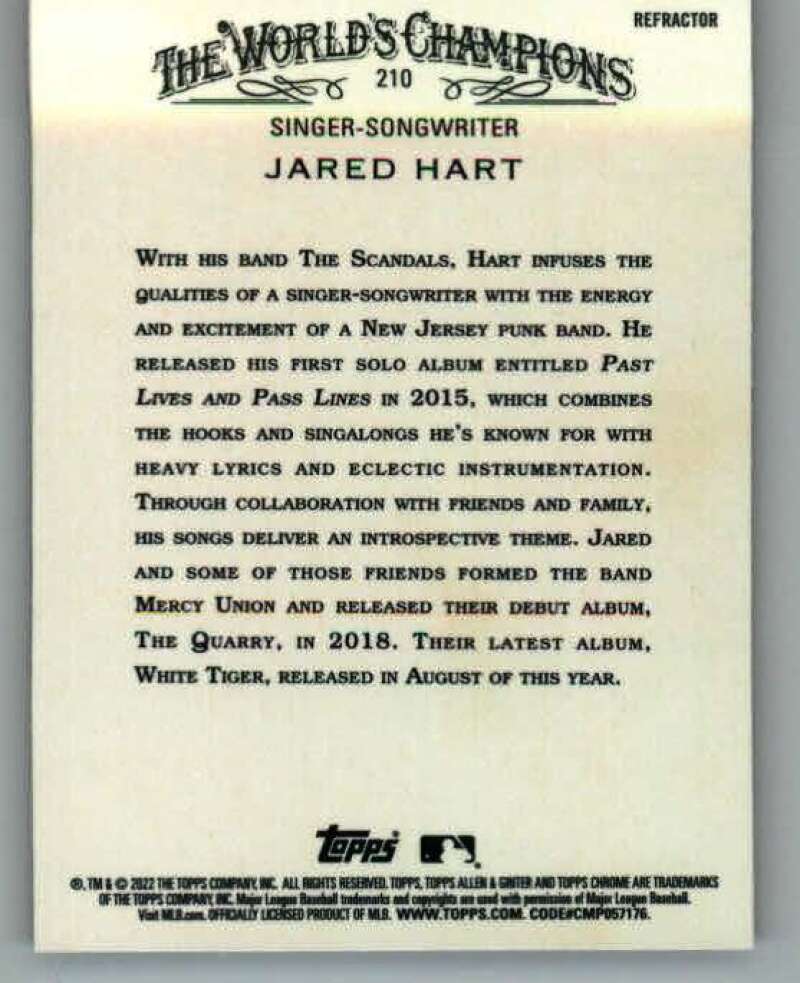 REFRACTOR
THE WORLD'S CHAMPIONS
210
SINGER-SONGWRITER
JARED HART
WITH HIS BAND THE SCANDALS, HART INFUSES THE
QUALITIES OF A SINGER-SONGWRITER WITH THE ENERGY
AND EXCITEMENT OF A NEW JERSEY PUNK BAND. HE
RELEASED HIS FIRST SOLO ALBUM ENTITLED PAST
LIVES AND PASS LINES IN 2015, WHICH COMBINES
THE HOOKS AND SINGALONGS HE'S KNOWN FOR WITH
HEAVY LYRICS AND ECLECTIC INSTRUMENTATION.
THROUGH COLLABORATION WITH FRIENDS AND FAMILY,
HIS SONGS DELIVER AN INTROSPECTIVE THEME. JARED
AND SOME OF THOSE FRIENDS FORMED THE BAND
MERCY UNION AND RELEASED THEIR DEBUT ALBUM,
THE QUARRY, IN 2018. THEIR LATEST ALBUM,
WHITE TIGER, RELEASED IN AUGUST OF THIS YEAR.
topps
®, TM & © 2022 THE TOPPS COMPANY, INC. ALL RIGHTS RESERVED. TOPPS, TOPPS ALLEN & GINTER AND TOPPS CHROME ARE TRADEMARKS
OF THE TOPPS COMPANY, INC. Major League Baseball trademarks and copyrights are used with permission of Major League Baseball.
Visit MLB.com. OFFICIALLY LICENSED PRODUCT OF MLB. WWW.TOPPS.COM. CODE#CMP057176.